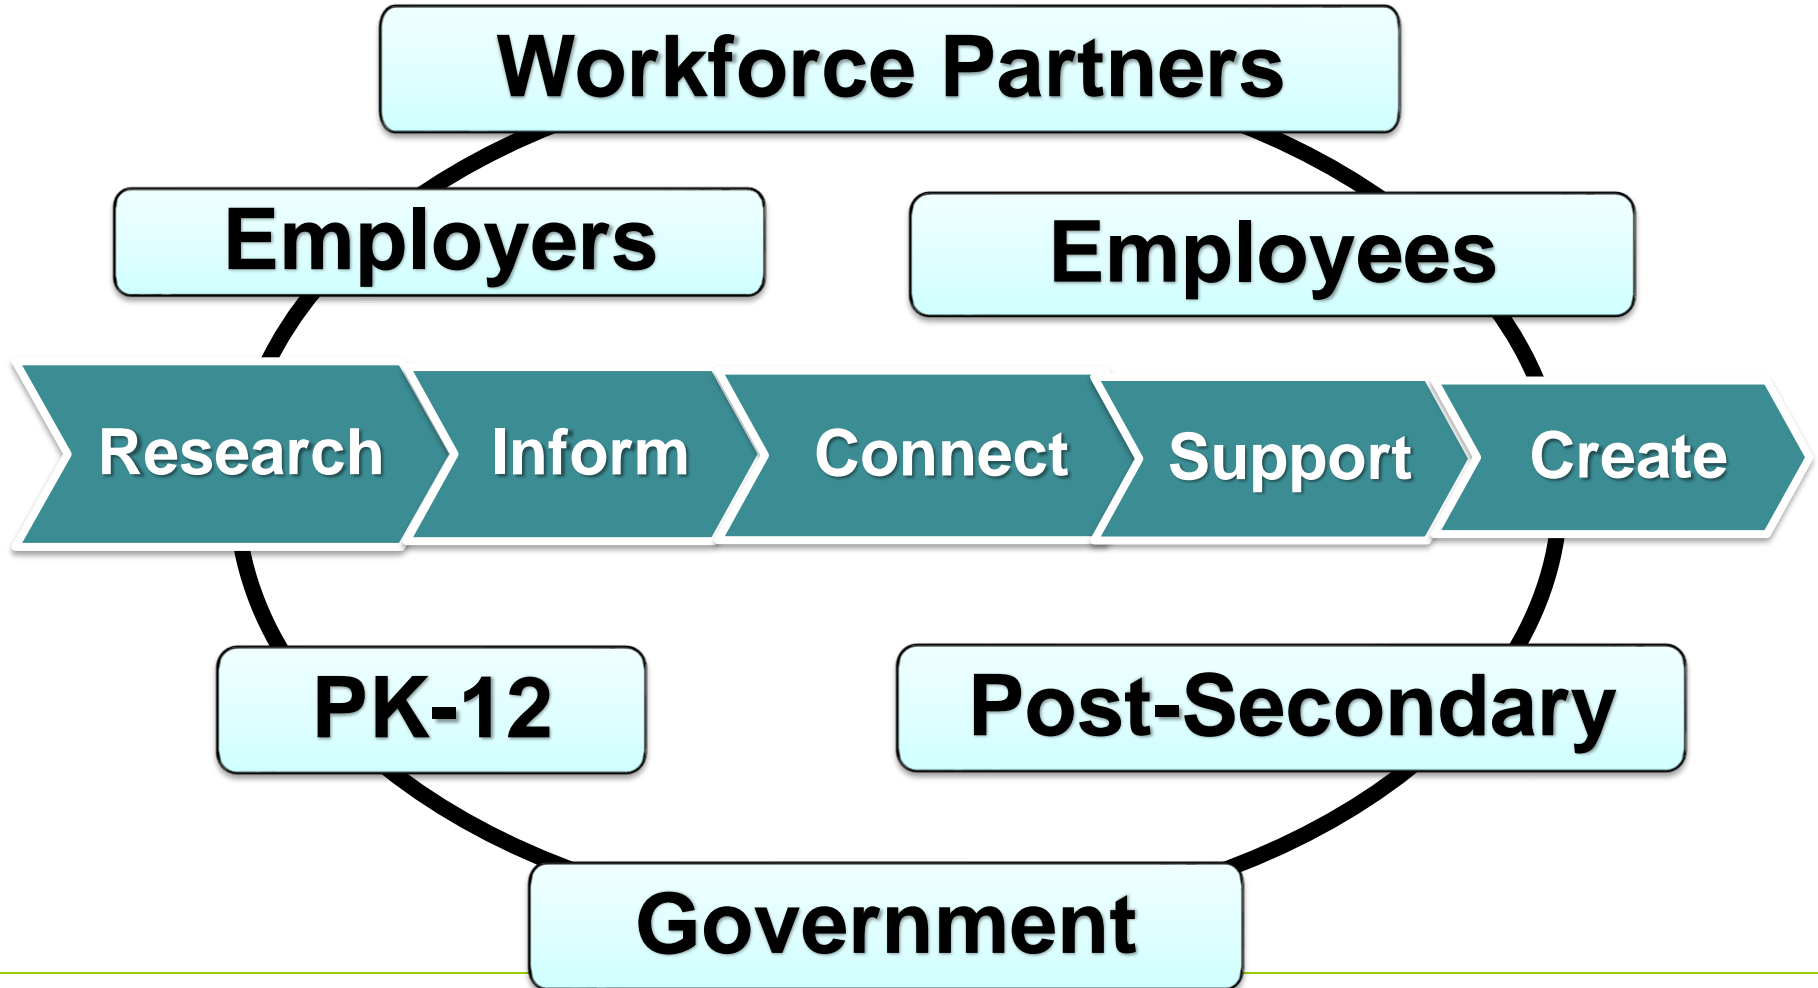 Workforce Partners
Employers
Employees
Research
Inform
Connect
Support
Create
PK-12
Post-Secondary
Government